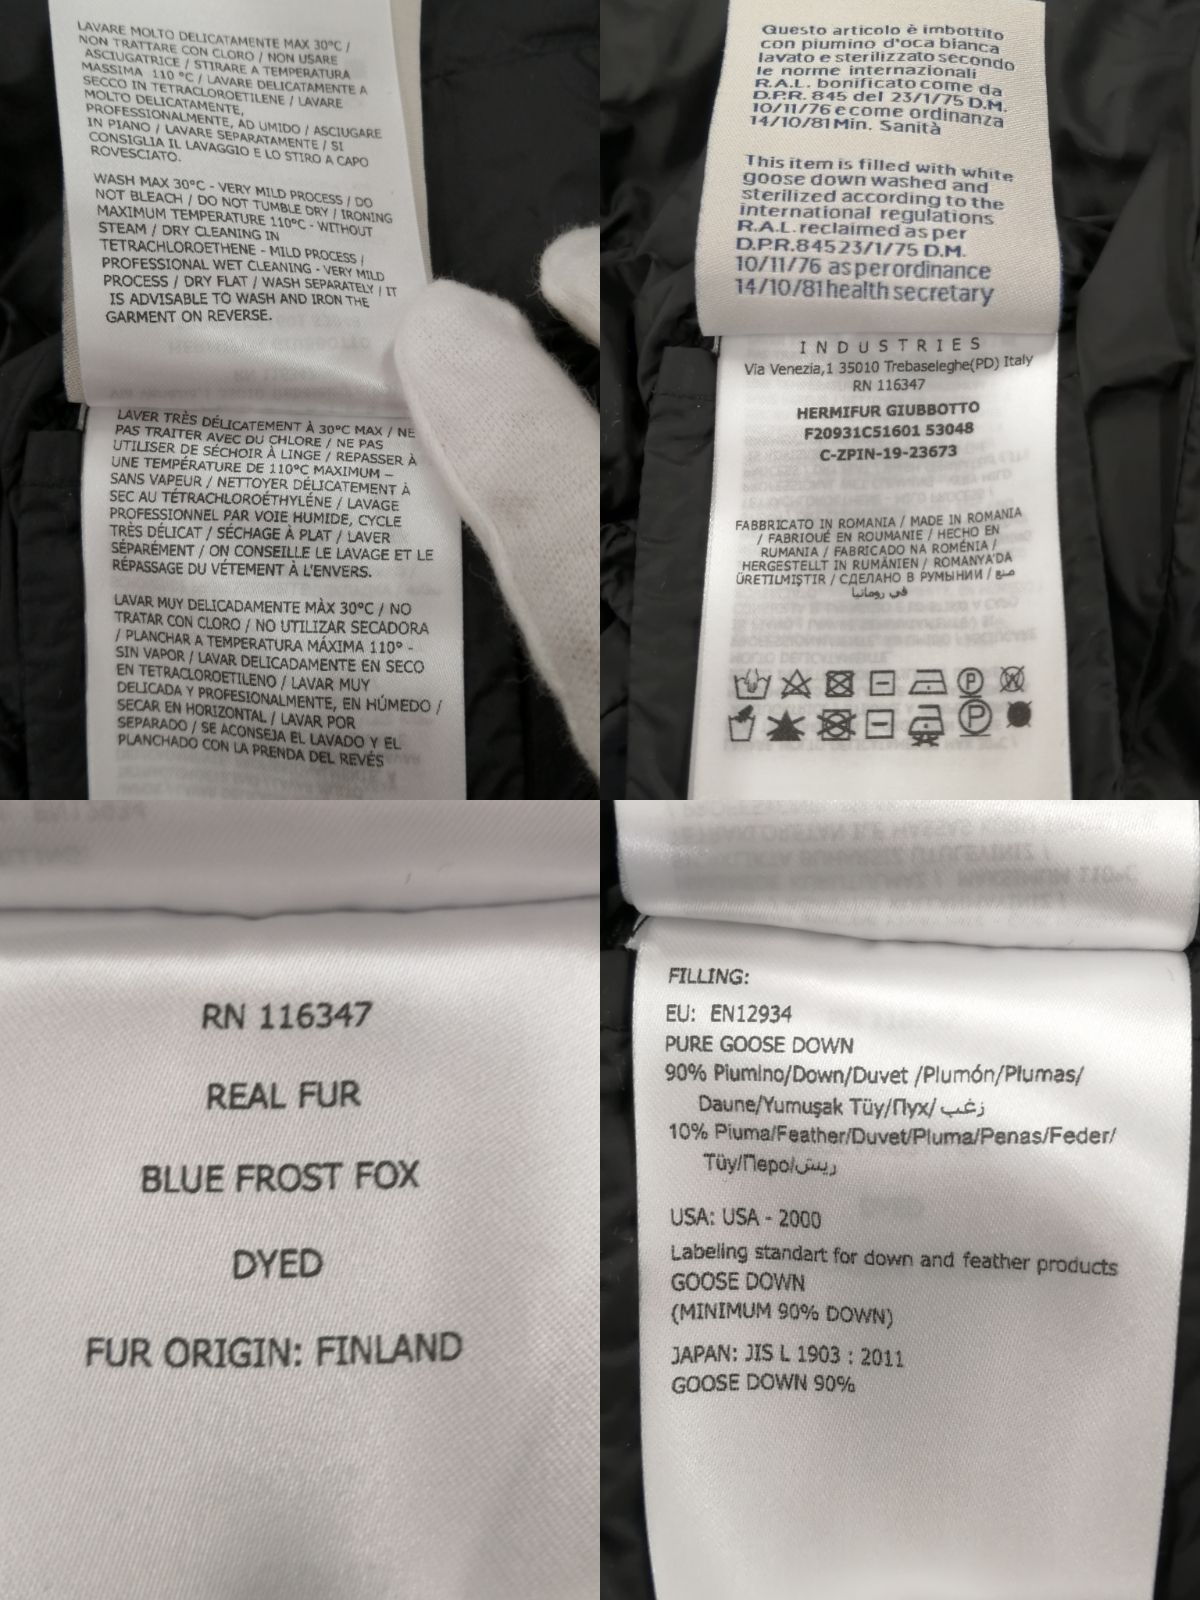 LAVARE MOLTO DELICATAMENTE MAX 30°C /
NON TRATTARE CON CLORO / NON USARE
ASCIUGATRICE / STIRARE A TEMPERATURA
MASSIMA 110 °C / LAVARE DELICATAMENTE A
SECCO IN TETRACLOROETILENE / LAVARE
MOLTO DELICATAMENTE,
PROFESSIONALMENTE, AD UMIDO / ASCIUGARE
IN PIANO / LAVARE SEPARATAMENTE / SI
CONSIGLIA IL LAVAGGIO E LO STIRO A CAPO
ROVESCIATO.
WASH MAX 30°C - VERY MILD PROCESS / DO
NOT BLEACH / DO NOT TUMBLE DRY / IRONING
MAXIMUM TEMPERATURE 110°C - WITHOUT
STEAM / DRY CLEANING IN
TETRACHLOROETHENE - MILD PROCESS /
PROFESSIONAL WET CLEANING - VERY MILD
PROCESS / DRY FLAT / WASH SEPARATELY / IT
IS ADVISABLE TO WASH AND IRON THE
GARMENT ON REVERSE.
LAVER TRÈS DÉLICATEMENT À 30°C MAX / NE
PAS TRAITER AVEC DU CHLORE / NE PAS
UTILISER DE SÉCHOIR À LINGE / REPASSER À
UNE TEMPÉRATURE DE 110°C MAXIMUM –
SANS VAPEUR / NETTOYER DÉLICATEMENT À
SEC AU TÉTRACHLOROÉTHYLÉNE / LAVAGE
PROFESSIONNEL PAR VOIE HUMIDE, CYCLE
TRÈS DÉLICAT / SÉCHAGE À PLAT / LAVER
SÉPARÉMENT / ON CONSEILLE LE LAVAGE ET LE
RÉPASSAGE DU VÉTEMENT À L'ENVERS.
LAVAR MUY DELICADAMENTE MÀX 30°C / NO
TRATAR CON CLORO / NO UTILIZAR SECADORA
/ PLANCHAR A TEMPERATURA MÁXIMA 110° -
SIN VAPOR / LAVAR DELICADAMENTE EN SECO
EN TETRACLOROETILENO / LAVAR MUY
DELICADA Y PROFESIONALMENTE, EN HÚMEDO /
SECAR EN HORIZONTAL / LAVAR POR
SEPARADO / SE ACONSEJA EL LAVADO Y EL
PLANCHADO CON LA PRENDA DEL REVÉS
Questo articolo è imbottito
con piumino d'oca bianca
lavato e sterilizzato secondo
le norme internazionali
R.A.L. bonificato come da
D.P.R. 845 del 23/1/75 D.M.
10/11/76 e come ordinanza
14/10/81 Min. Sanità
This item is filled with white
goose down washed and
sterilized according to the
international regulations
R.A.L. reclaimed as per
D.P.R. 845 23/1/75 D.M.
10/11/76 as per ordinance
14/10/81 health secretary
INDUSTRIES
Via Venezia,1 35010 Trebaseleghe(PD) Italy
RN 116347
HERMIFUR GIUBBOTTO
F20931C51601 53048
C-ZPIN-19-23673
FABBRICATO IN ROMANIA / MADE IN ROMANIA
/ FABRIQUÉ EN ROUMANIE / HECHO EN
RUMANIA / FABRICADO NA ROMÉNIA /
HERGESTELLT IN RUMÄNIEN / ROMANYA'DA
ÜRETILMIŞTIR / СДЕЛАНО В РУМЫНИИ / صنع
في رومانيا
P
P
RN 116347
REAL FUR
BLUE FROST FOX
DYED
FUR ORIGIN: FINLAND
FILLING:
EU: EN12934
PURE GOOSE DOWN
90% Piumino/Down/Duvet /Plumón/Plumas/
Daune/Yumuşak Tüy/Пух/ زغب
10% Piuma/Feather/Duvet/Pluma/Penas/Feder/
Tüy/Перо/ريش
USA: USA - 2000
Labeling standart for down and feather products
GOOSE DOWN
(MINIMUM 90% DOWN)
JAPAN: JIS L 1903 : 2011
GOOSE DOWN 90%